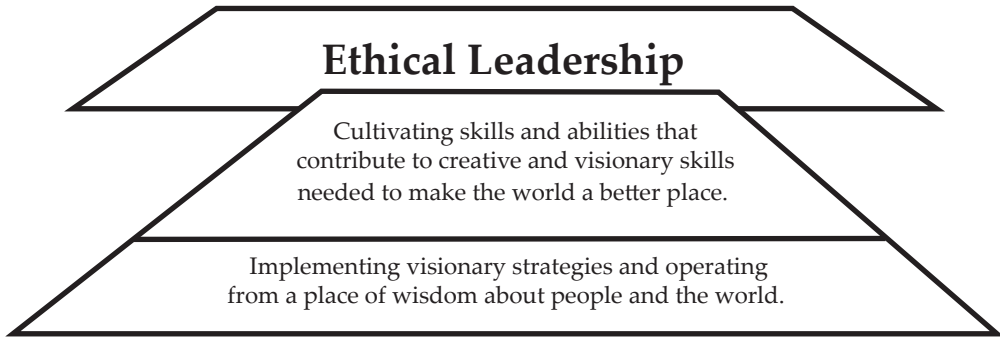 Ethical Leadership
Cultivating skills and abilities that
contribute to creative and visionary skills
needed to make the world a better place.
Implementing visionary strategies and operating
from a place of wisdom about people and the world.